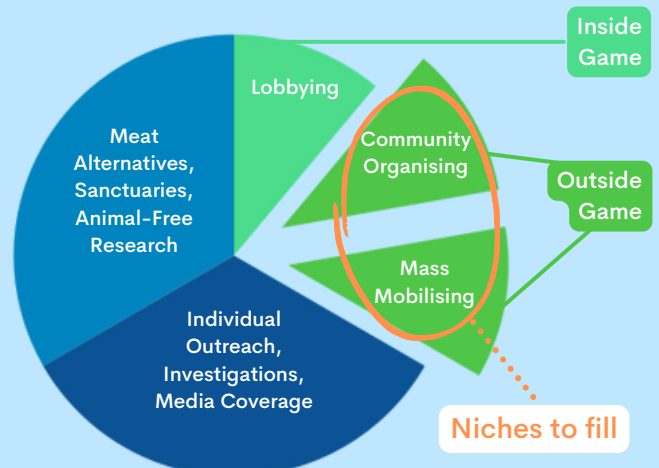 Inside
Game
Lobbying
Community
Organising
Meat
Alternatives,
Sanctuaries,
Animal-Free
Research
Outside
Game
Mass
Mobilising
Individual
Outreach,
Investigations,
Media Coverage
Niches to fill